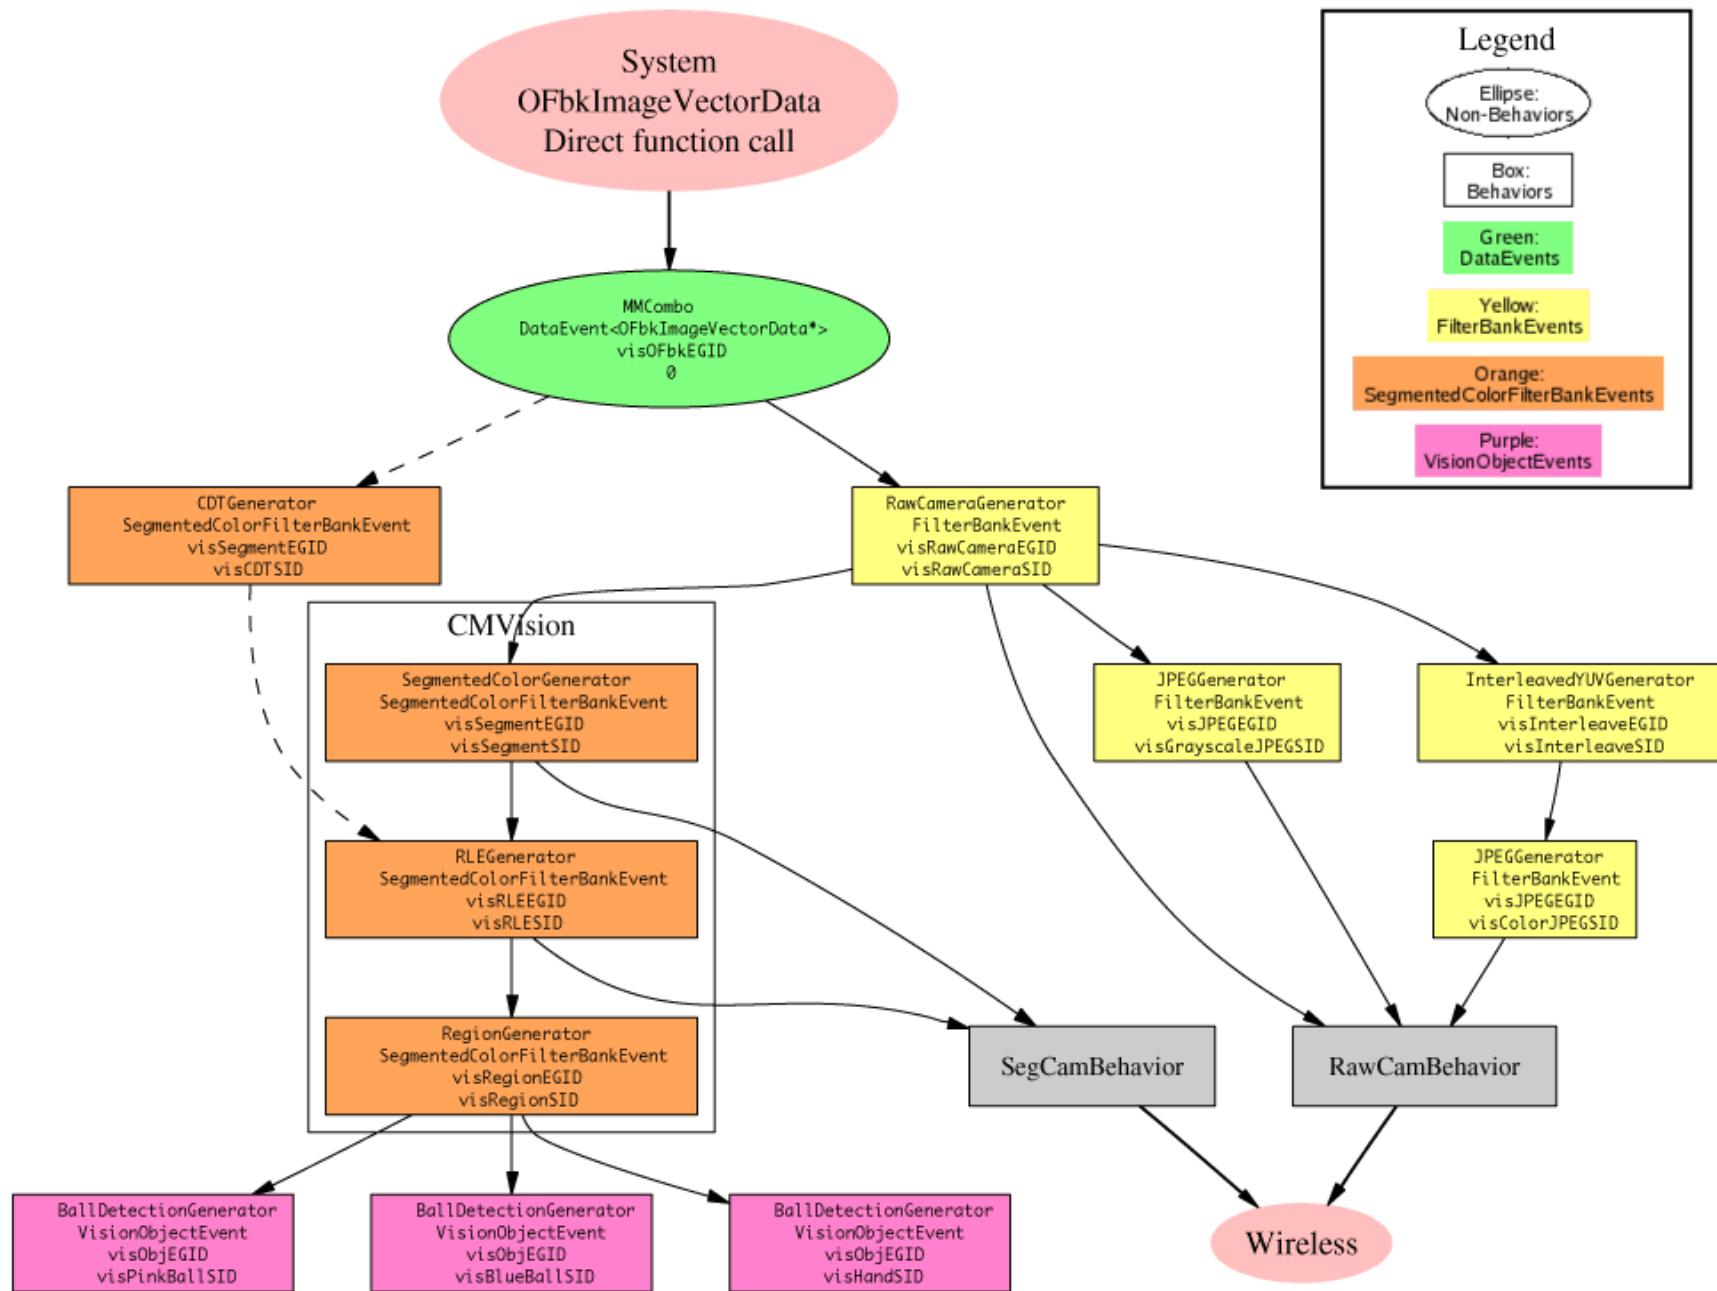 System
OFbkImageVectorData
Direct function call
Legend
Ellipse:
Non-Behaviors
Box:
Behaviors
Green:
DataEvents
Yellow:
FilterBankEvents
Orange:
SegmentedColorFilterBankEvents
Purple:
VisionObjectEvents
MMCombo
DataEvent<OFbkImageVectorData*>
visOFbkEGID
0
CDTGenerator
SegmentedColorFilterBankEvent
visSegmentEGID
visCDTSID
RawCameraGenerator
FilterBankEvent
visRawCameraEGID
visRawCameraSID
CMVision
SegmentedColorGenerator
SegmentedColorFilterBankEvent
visSegmentEGID
visSegmentSID
JPEGGenerator
FilterBankEvent
visJPEGEGID
visGrayscaleJPEGSID
InterleavedYUVGenerator
FilterBankEvent
visInterleaveEGID
visInterleaveSID
RLEGenerator
SegmentedColorFilterBankEvent
visRLEEGID
visRLESID
JPEGGenerator
FilterBankEvent
visJPEGEGID
visColorJPEGSID
RegionGenerator
SegmentedColorFilterBankEvent
visRegionEGID
visRegionSID
SegCamBehavior
RawCamBehavior
BallDetectionGenerator
VisionObjectEvent
visObjEGID
visPinkBallSID
BallDetectionGenerator
VisionObjectEvent
visObjEGID
visBlueBallSID
BallDetectionGenerator
VisionObjectEvent
visObjEGID
visHandSID
Wireless